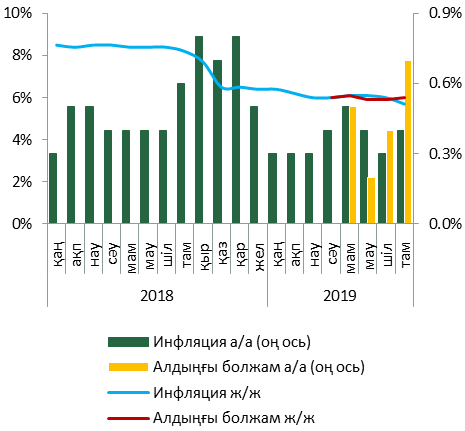 10% 0.9%
8%
6% 0.6%
4%
0.3%
2%
0% 0.0%
қаң ақп нау сәу мам мау шіл там қыр қаз қар жел қаң ақп нау сәу мам мау шіл там
2018 2019
Инфляция а/а (оң ось)
Алдыңғы болжам а/а (оң ось)
Инфляция ж/ж
Алдыңғы болжам ж/ж